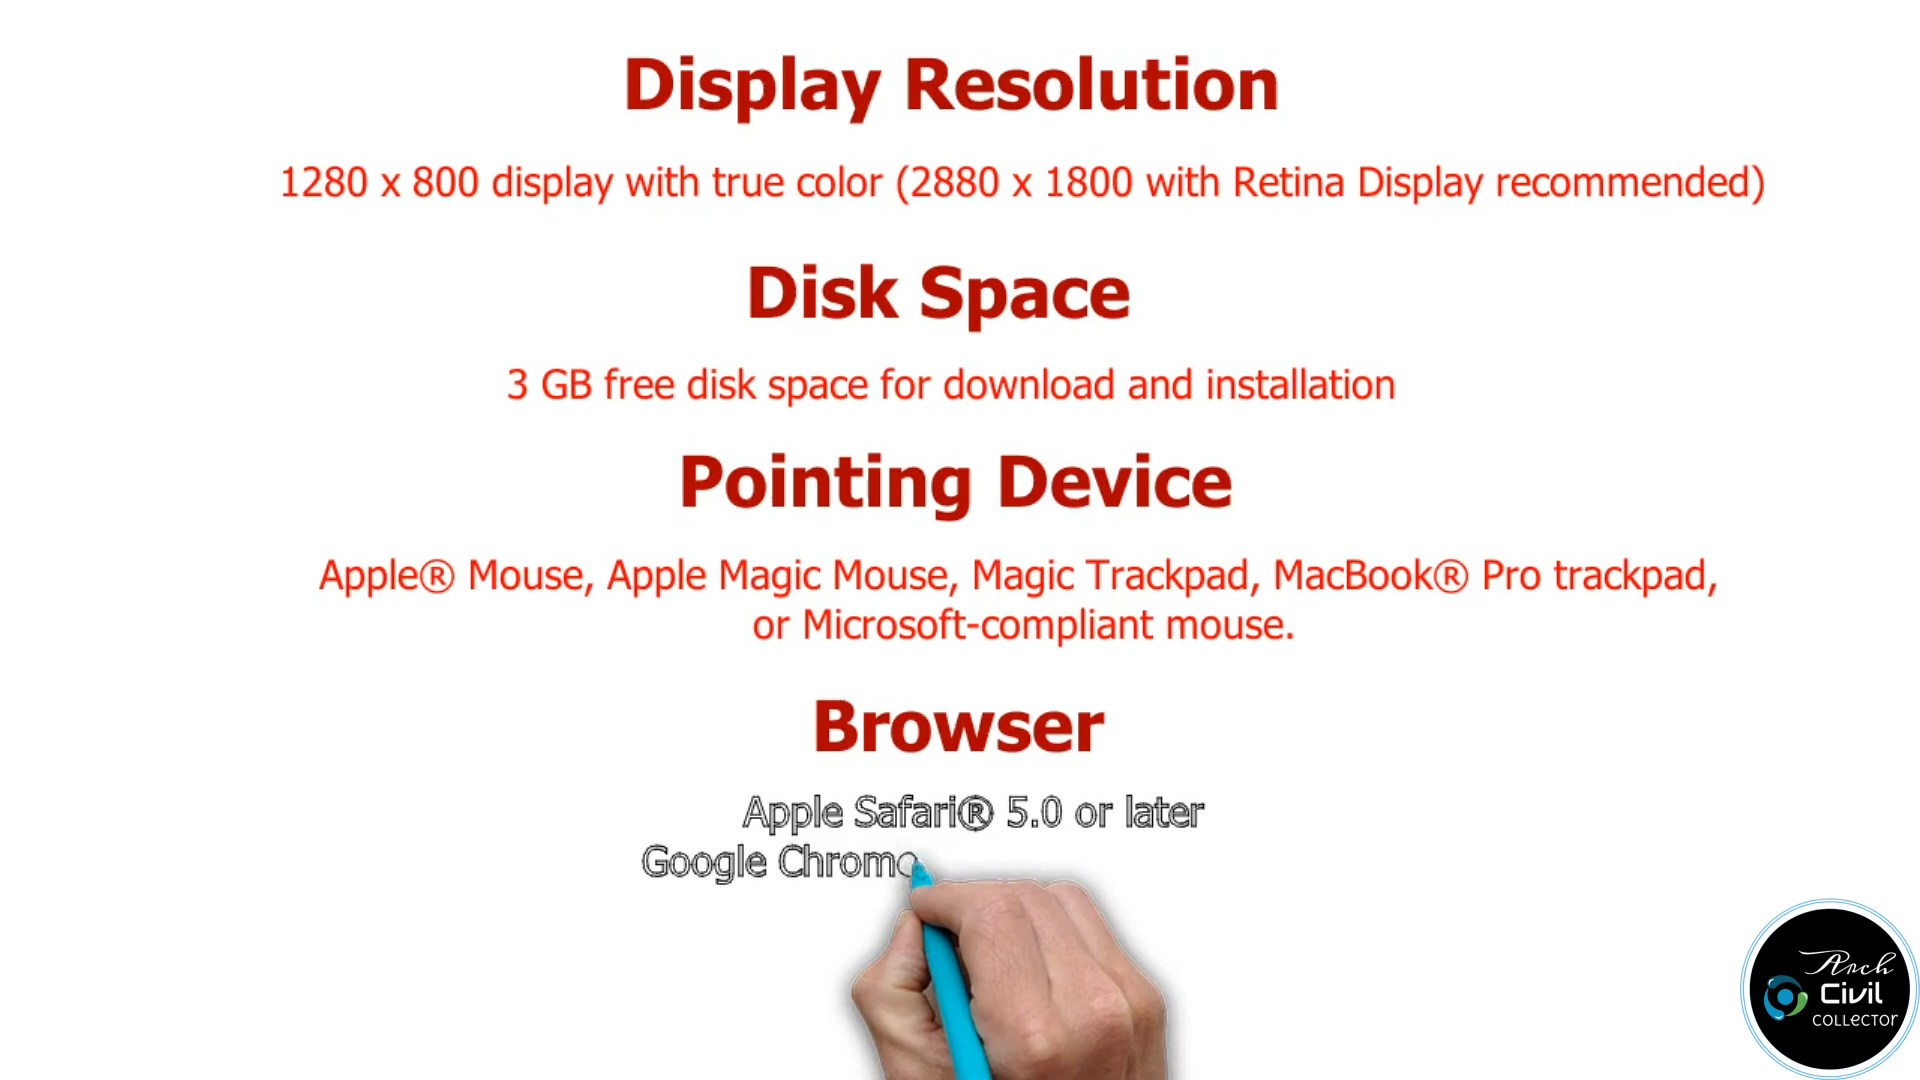 Display Resolution
1280 x 800 display with true color (2880 x 1800 with Retina Display recommended)
Disk Space
3 GB free disk space for download and installation
Pointing Device
Apple® Mouse, Apple Magic Mouse, Magic Trackpad, MacBook® Pro trackpad,
or Microsoft-compliant mouse.
Browser
Apple Safari® 5.0 or later
Google Chrom
Arch
Civil
COLLECTOR